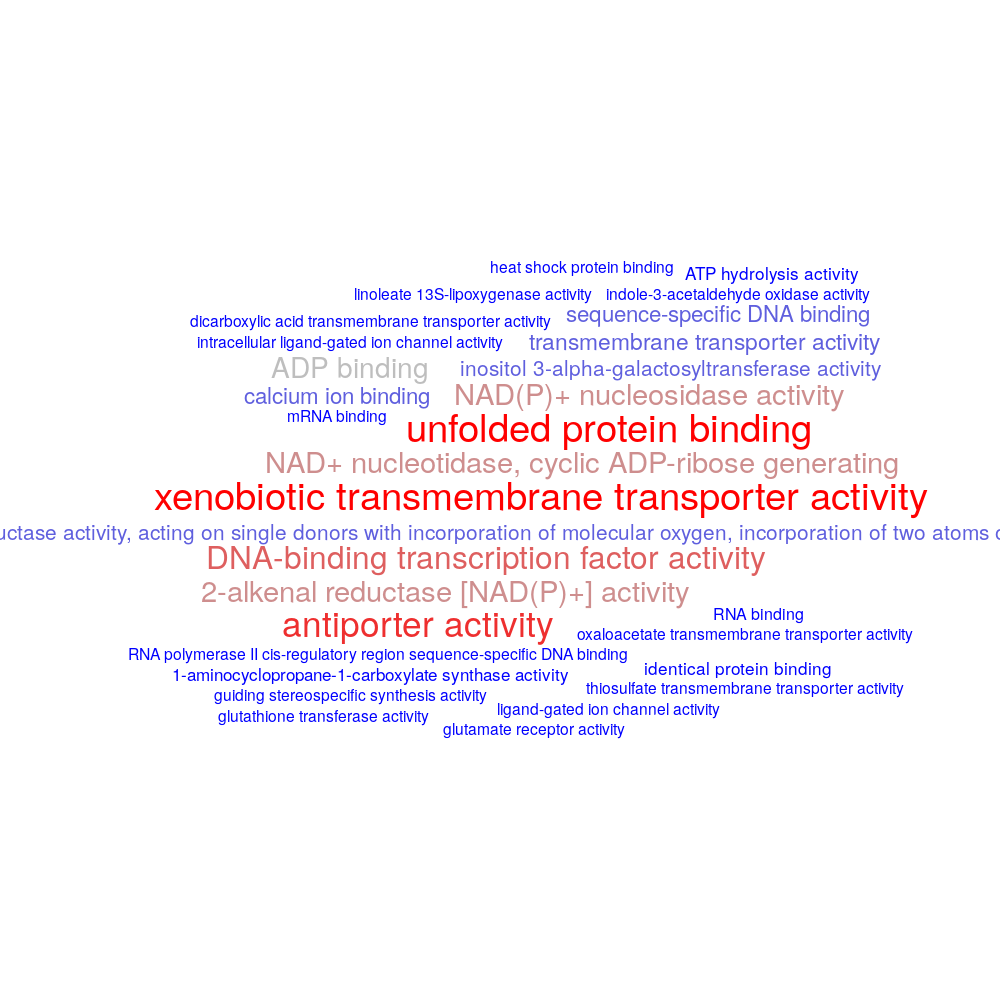 heat shock protein binding
ATP hydrolysis activity
linoleate 13S-lipoxygenase activity
indole-3-acetaldehyde oxidase activity
dicarboxylic acid transmembrane transporter activity
sequence-specific DNA binding
intracellular ligand-gated ion channel activity
transmembrane transporter activity
ADP binding
inositol 3-alpha-galactosyltransferase activity
calcium ion binding
NAD(P)+ nucleosidase activity
mRNA binding
unfolded protein binding
NAD+ nucleotidase, cyclic ADP-ribose generating
xenobiotic transmembrane transporter activity
uctase activity, acting on single donors with incorporation of molecular oxygen, incorporation of two atoms
DNA-binding transcription factor activity
2-alkenal reductase [NAD(P)+] activity
antiporter activity
RNA binding
oxaloacetate transmembrane transporter activity
RNA polymerase II cis-regulatory region sequence-specific DNA binding
identical protein binding
1-aminocyclopropane-1-carboxylate synthase activity
thiosulfate transmembrane transporter activity
guiding stereospecific synthesis activity
ligand-gated ion channel activity
glutathione transferase activity
glutamate receptor activity